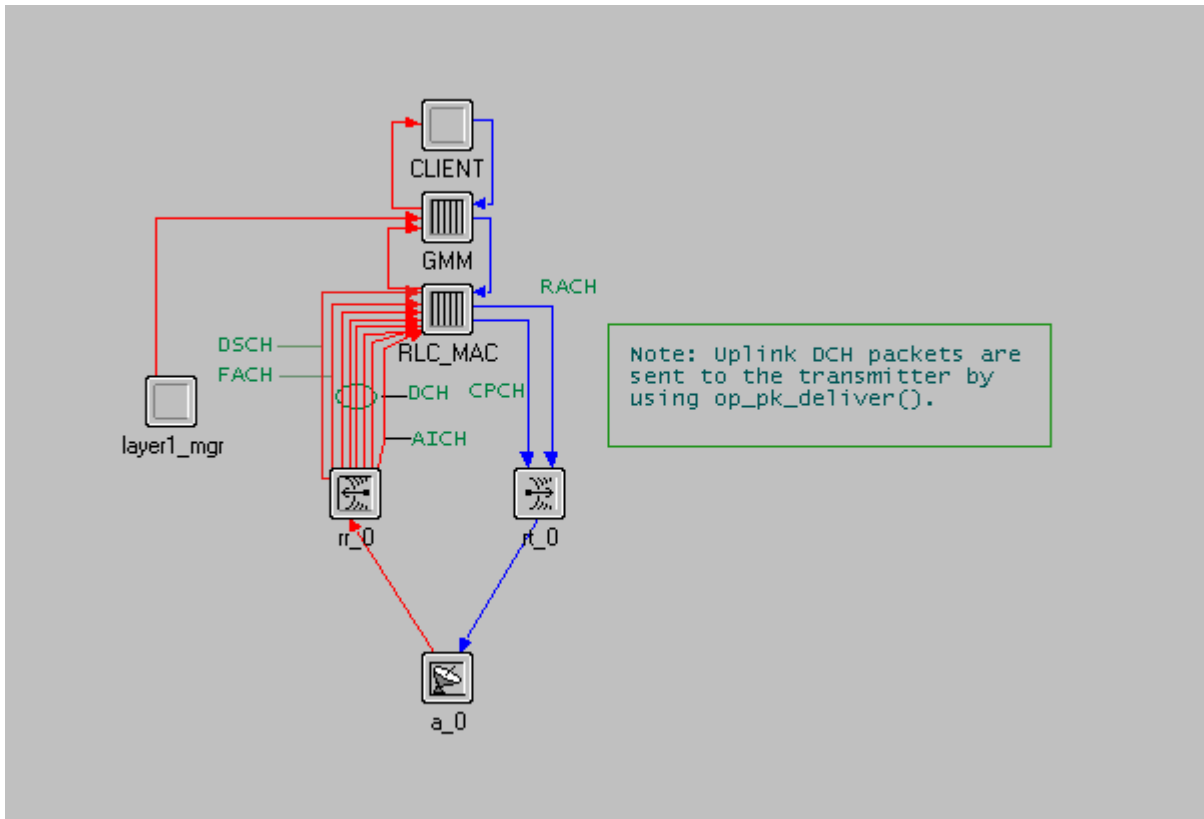 CLIENT
GMM
RACH
RLC_MAC
DSCH
FACH
DCH
CPCH
AICH
Note: Uplink DCH packets are
sent to the transmitter by
using op_pk_deliver().
layer1_mgr
rr_0
rt_0
a_0